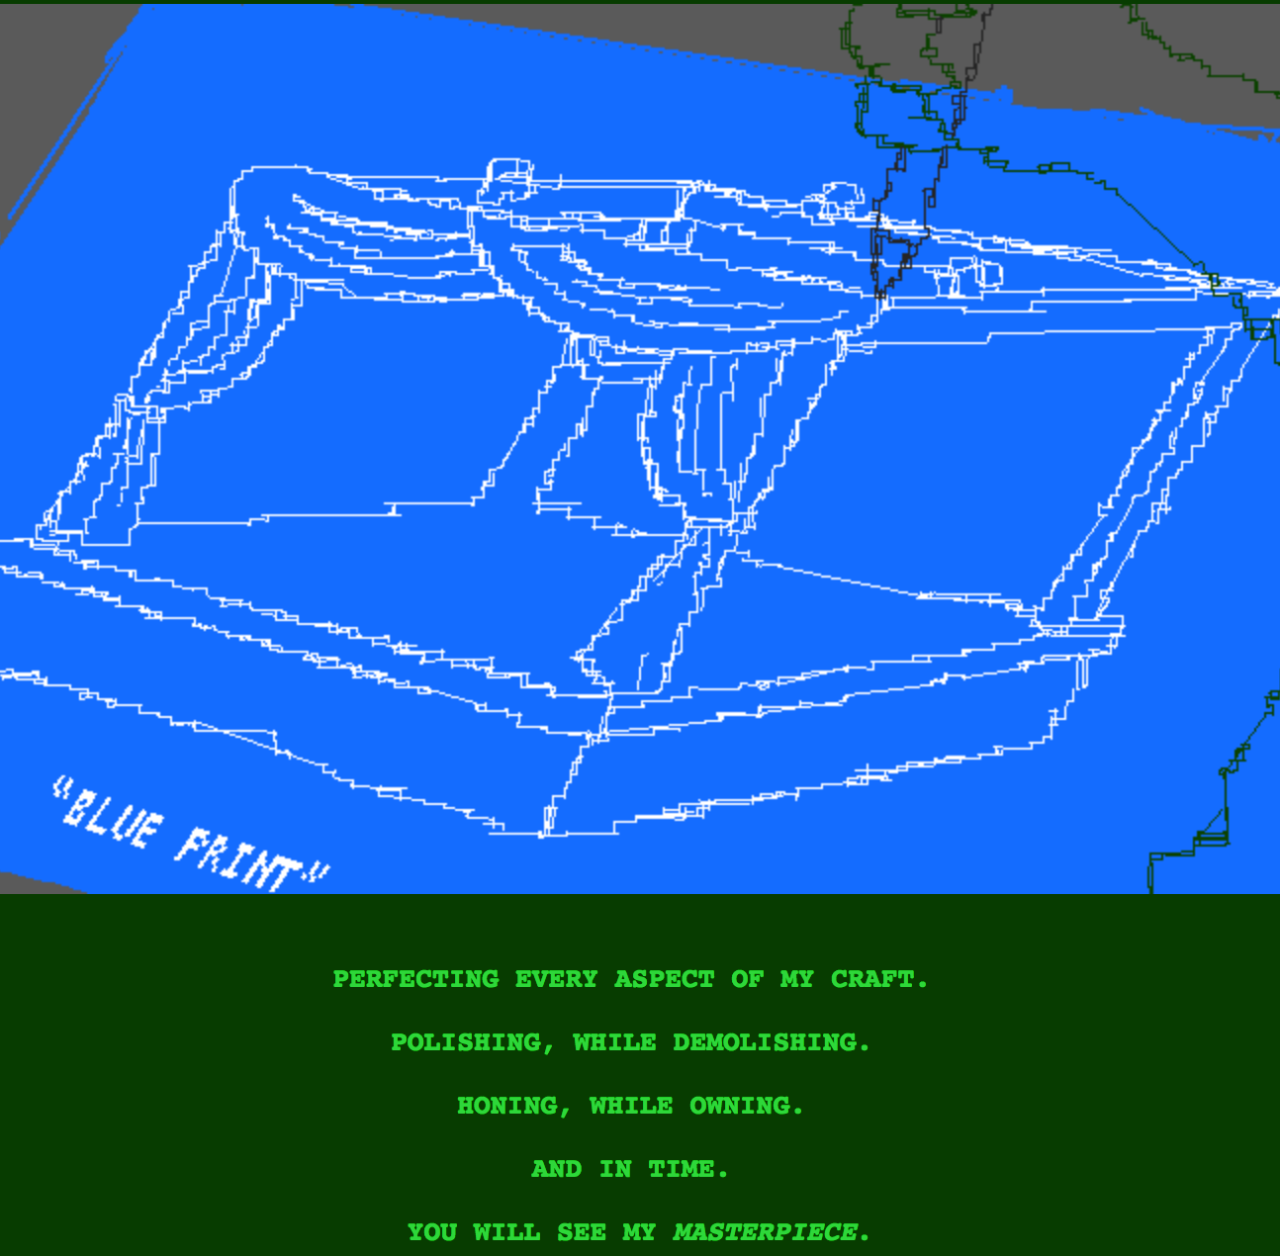 "BLUE PRINT"
PERFECTING EVERY ASPECT OF MY CRAFT.
POLISHING, WHILE DEMOLISHING.
HONING, WHILE OWNING.
AND IN TIME.
YOU WILL SEE MY MASTERPIECE.